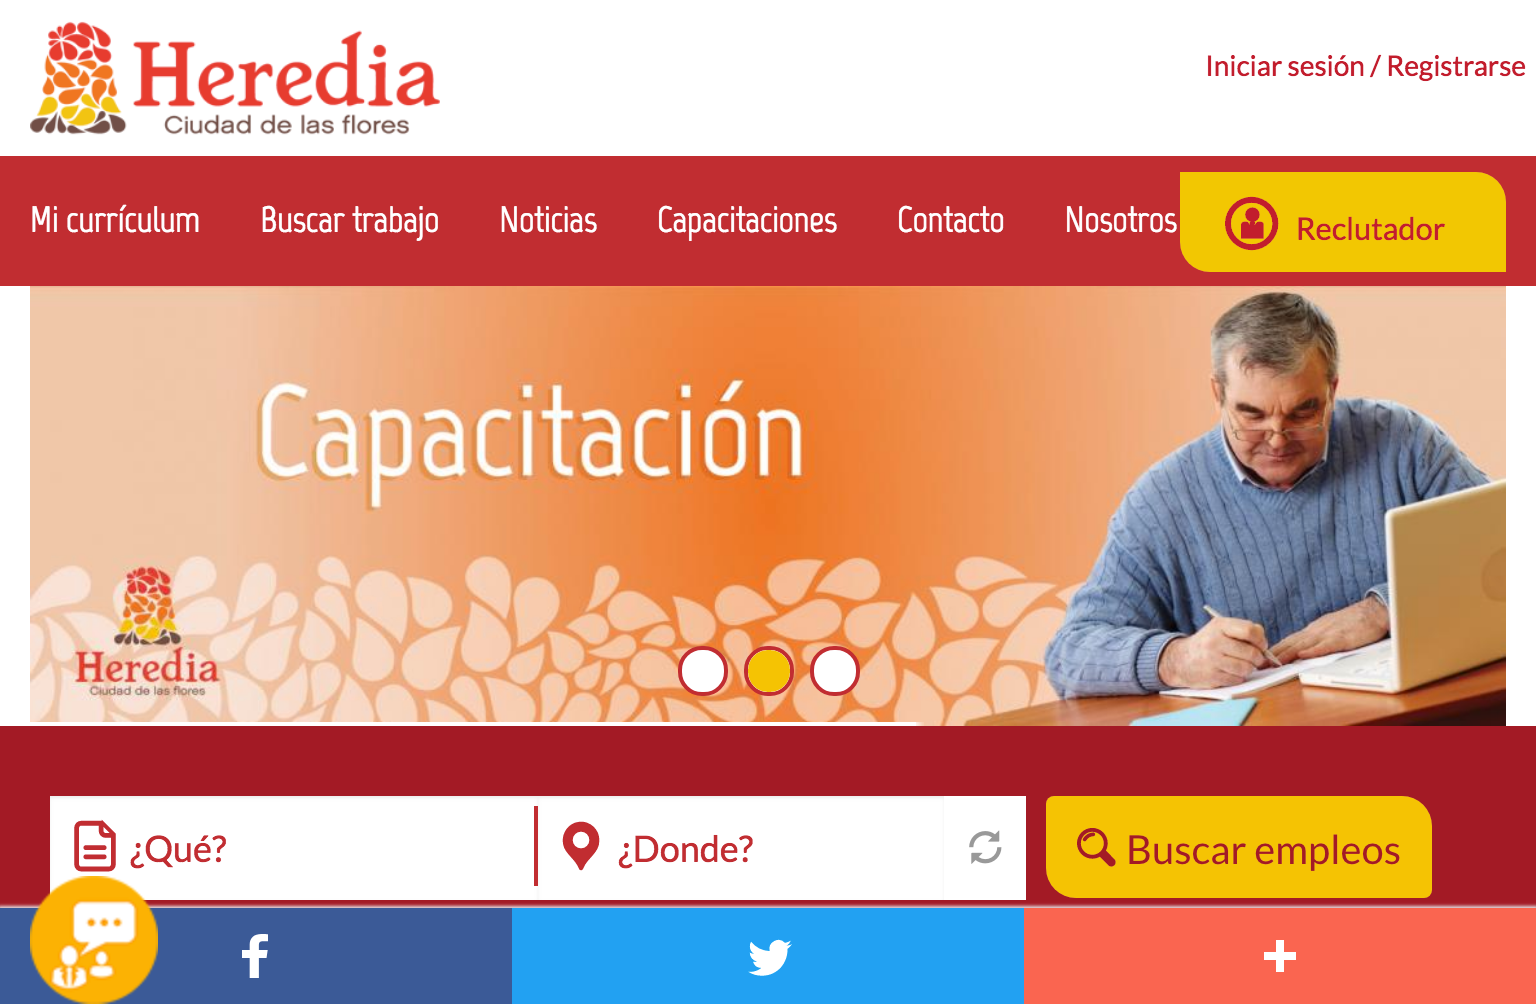 Heredia
Ciudad de las flores
Iniciar sesión / Registrarse
Mi currículum
Buscar trabajo
Noticias
Capacitaciones
Contacto
Nosotros
Reclutador
Capacitación
Heredia
Ciudad de las flores
¿Qué?
¿Donde?
Buscar empleos